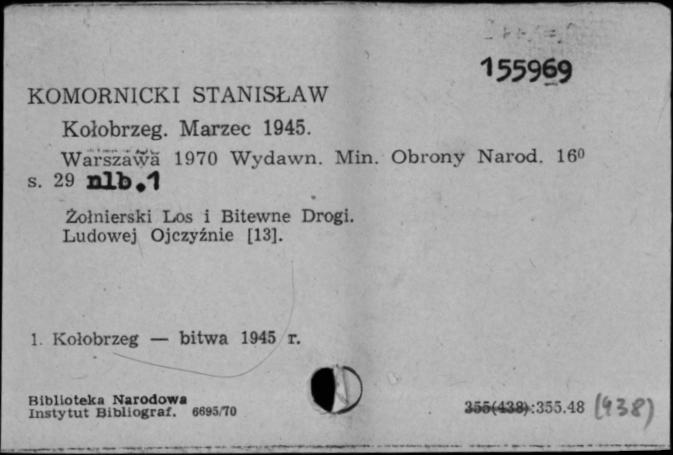 155969
KOMORNICKI STANISŁAW
Kołobrzeg. Marzec 1945.
Warszawa 1970 Wydawn. Min. Obrony Narod. 16⁰
s. 29 nlb.1
Żołnierski Los i Bitewne Drogi.
Ludowej Ojczyźnie [13].
1. Kołobrzeg — bitwa 1945 r.
Biblioteka Narodowa
Instytut Bibliograf. 6695/70
355(438):355.48 (438)